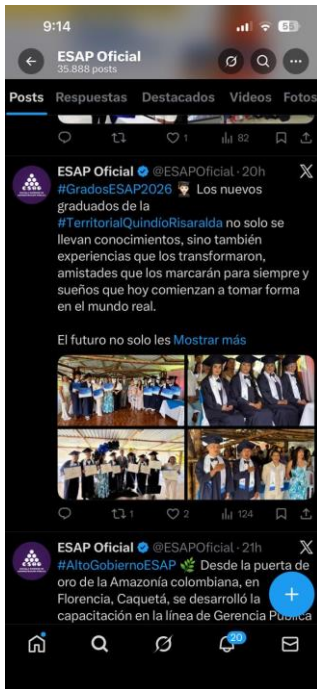 9:14
55
ESAP Oficial
35.888 posts
Posts Respuestas Destacados Videos Fotos
1 82
ESAP Oficial @ESAPOficial · 20h
#GradosESAP2026 👨🏻‍🎓 Los nuevos
graduados de la
#TerritorialQuindíoRisaralda no solo se
llevan conocimientos, sino también
experiencias que los transformaron,
amistades que los marcarán para siempre y
sueños que hoy comienzan a tomar forma
en el mundo real.
El futuro no solo les Mostrar más
1 2 124
ESAP Oficial @ESAPOficial · 21h
#AltoGobiernoESAP 🌿 Desde la puerta de
oro de la Amazonía colombiana, en
Florencia, Caquetá, se desarrolló la
capacitación en la línea de Gerencia Pública
20